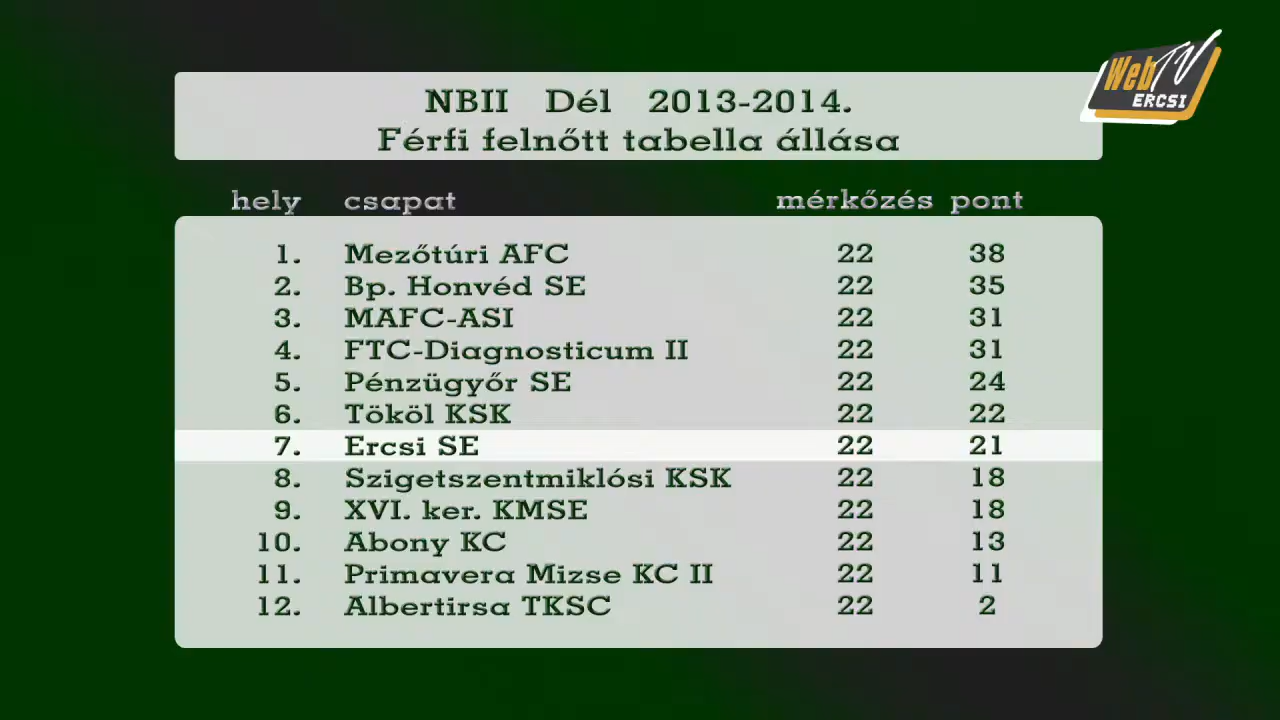 Web TV
ERCSI
NBII Dél 2013-2014.
Férfi felnőtt tabella állása
hely csapat mérkőzés pont
1. Mezőtúri AFC 22 38
2. Bp. Honvéd SE 22 35
3. MAFC-ASI 22 31
4. FTC-Diagnosticum II 22 31
5. Pénzügyőr SE 22 24
6. Tököl KSK 22 22
7. Ercsi SE 22 21
8. Szigetszentmiklósi KSK 22 18
9. XVI. ker. KMSE 22 18
10. Abony KC 22 13
11. Primavera Mizse KC II 22 11
12. Albertirsa TKSC 22 2